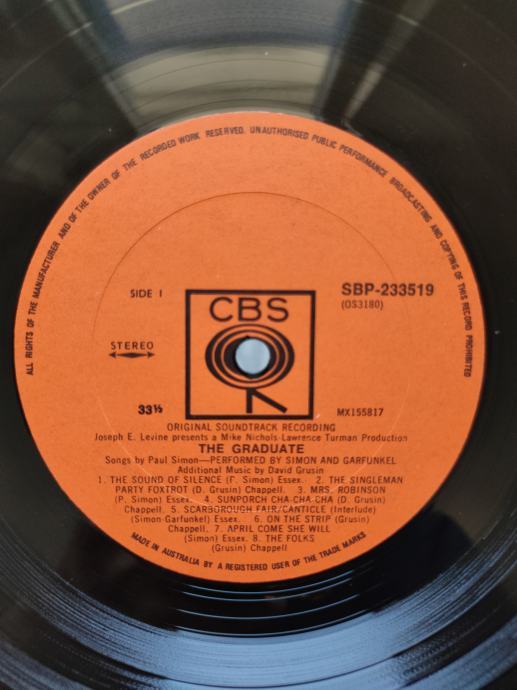 ALL RIGHTS OF THE MANUFACTURER AND OF THE OWNER OF THE RECORDED WORK RESERVED. UNAUTHORISED PUBLIC PERFORMANCE BROADCASTING AND COPYING OF THIS RECORD PROHIBITED
SIDE 1
SBP-233519
(OS3180)
CBS
STEREO
33⅓
MX155817
ORIGINAL SOUNDTRACK RECORDING
Joseph E. Levine presents a Mike Nichols-Lawrence Turman Production
THE GRADUATE
Songs by Paul Simon—PERFORMED BY SIMON AND GARFUNKEL
Additional Music by David Grusin
1. THE SOUND OF SILENCE (P. Simon) Essex. 2. THE SINGLEMAN
PARTY FOXTROT (D. Grusin) Chappell. 3. MRS. ROBINSON
(P. Simon) Essex. 4. SUNPORCH CHA-CHA-CHA (D. Grusin)
Chappell. 5. SCARBOROUGH FAIR/CANTICLE (Interlude)
(Simon-Garfunkel) Essex. 6. ON THE STRIP (Grusin)
Chappell. 7. APRIL COME SHE WILL
(Simon) Essex. 8. THE FOLKS
(Grusin) Chappell
MADE IN AUSTRALIA BY A REGISTERED USER OF THE TRADE MARKS